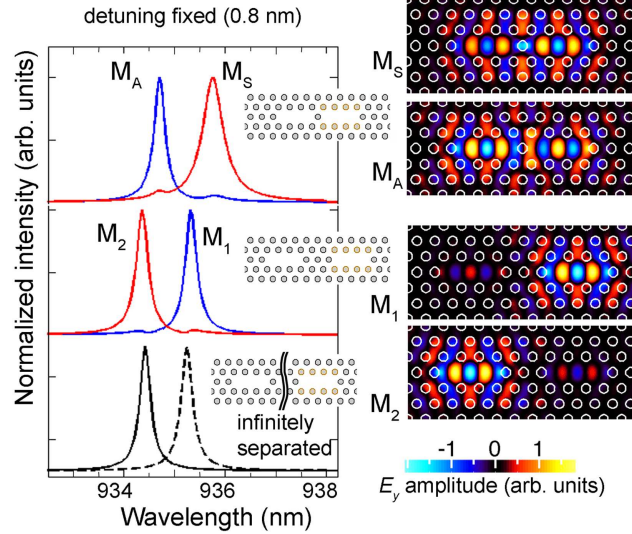 detuning fixed (0.8 nm)
Normalized intensity (arb. units)
M_A
M_S
M_2
M_1
infinitely
separated
934
936
938
Wavelength (nm)
M_S
M_A
M_1
M_2
-1
0
1
E_y amplitude (arb. units)